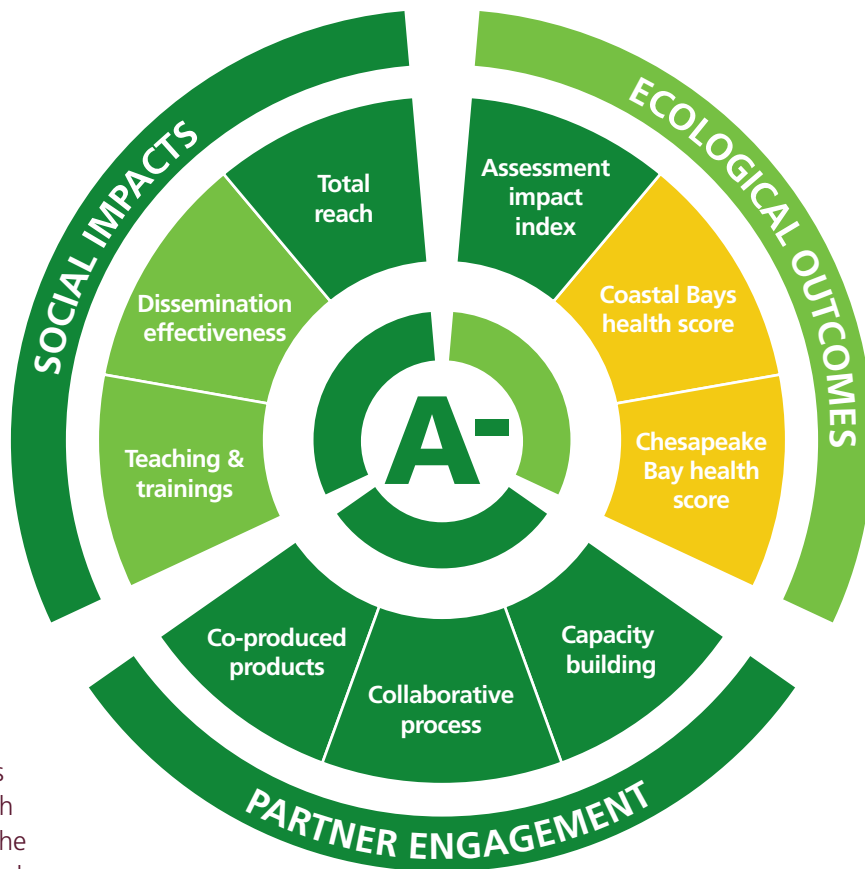 SOCIAL IMPACTS
Total
reach
Dissemination
effectiveness
Teaching &
trainings
ECOLOGICAL OUTCOMES
Assessment
impact
index
Coastal Bays
health score
Chesapeake
Bay health
score
A-
Co-produced
products
Collaborative
process
Capacity
building
PARTNER ENGAGEMENT